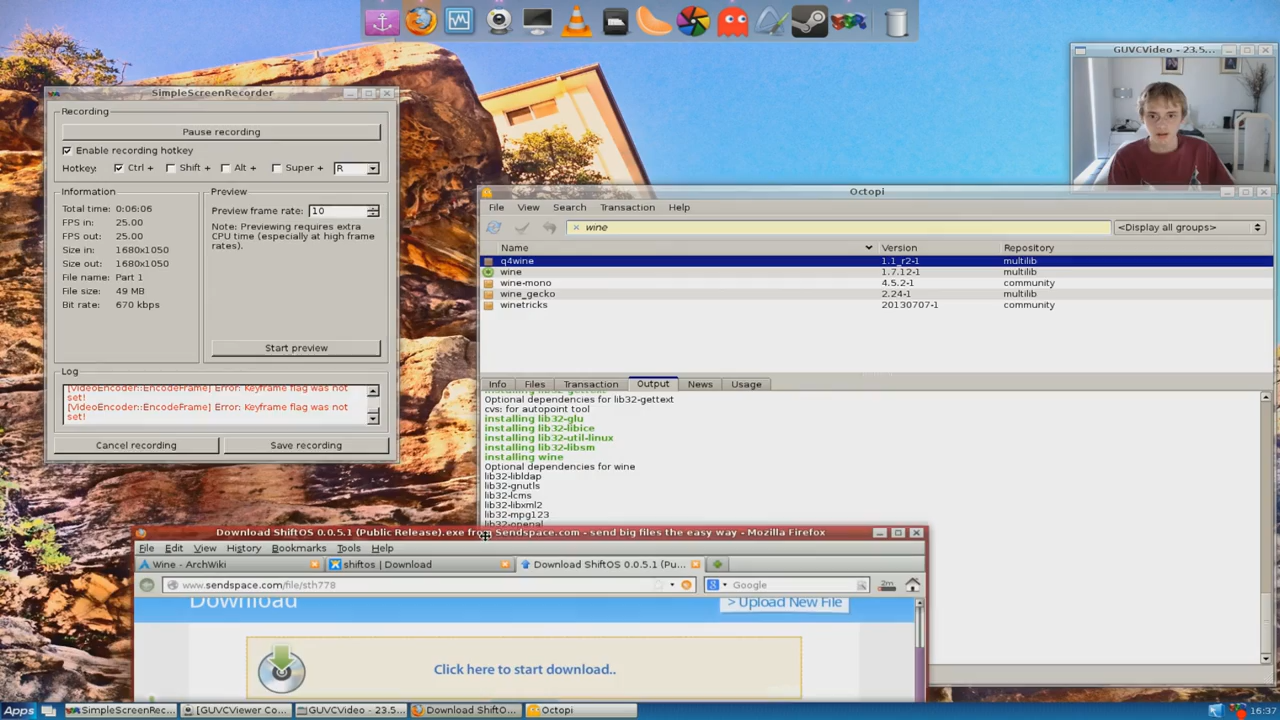 GUVCVideo - 23.5...
SimpleScreenRecorder
Recording
Pause recording
Enable recording hotkey
Hotkey: Ctrl + Shift + Alt + Super + R
Information
Total time: 0:06:06
FPS in: 25.00
FPS out: 25.00
Size in: 1680x1050
Size out: 1680x1050
File name: Part 1
File size: 49 MB
Bit rate: 670 kbps
Preview
Preview frame rate: 10
Note: Previewing requires extra
CPU time (especially at high frame
rates).
Start preview
Log
[VideoEncoder::EncodeFrame] Error: Keyframe flag was not
set!
[VideoEncoder::EncodeFrame] Error: Keyframe flag was not
set!
Cancel recording Save recording
Octopi
File View Search Transaction Help
wine <Display all groups>
Name Version Repository
q4wine 1.1_r2-1 multilib
wine 1.7.12-1 multilib
wine-mono 4.5.2-1 community
wine_gecko 2.24-1 multilib
winetricks 20130707-1 community
Info Files Transaction Output News Usage
installing lib32-gettext
Optional dependencies for lib32-gettext
cvs: for autopoint tool
installing lib32-glu
installing lib32-libice
installing lib32-util-linux
installing lib32-libsm
installing wine
Optional dependencies for wine
lib32-libldap
lib32-gnutls
lib32-lcms
lib32-libxml2
lib32-mpg123
lib32-openal
Download ShiftOS 0.0.5.1 (Public Release).exe from Sendspace.com - send big files the easy way - Mozilla Firefox
File Edit View History Bookmarks Tools Help
Wine - ArchWiki shiftos | Download Download ShiftOS 0.0.5.1 (Pu...
www.sendspace.com/file/sth778 Google 2m
Download > Upload New File
Click here to start download..
Apps SimpleScreenRec... [GUVCViewer Co... GUVCVideo - 23.5... Download ShiftO... Octopi 16:37